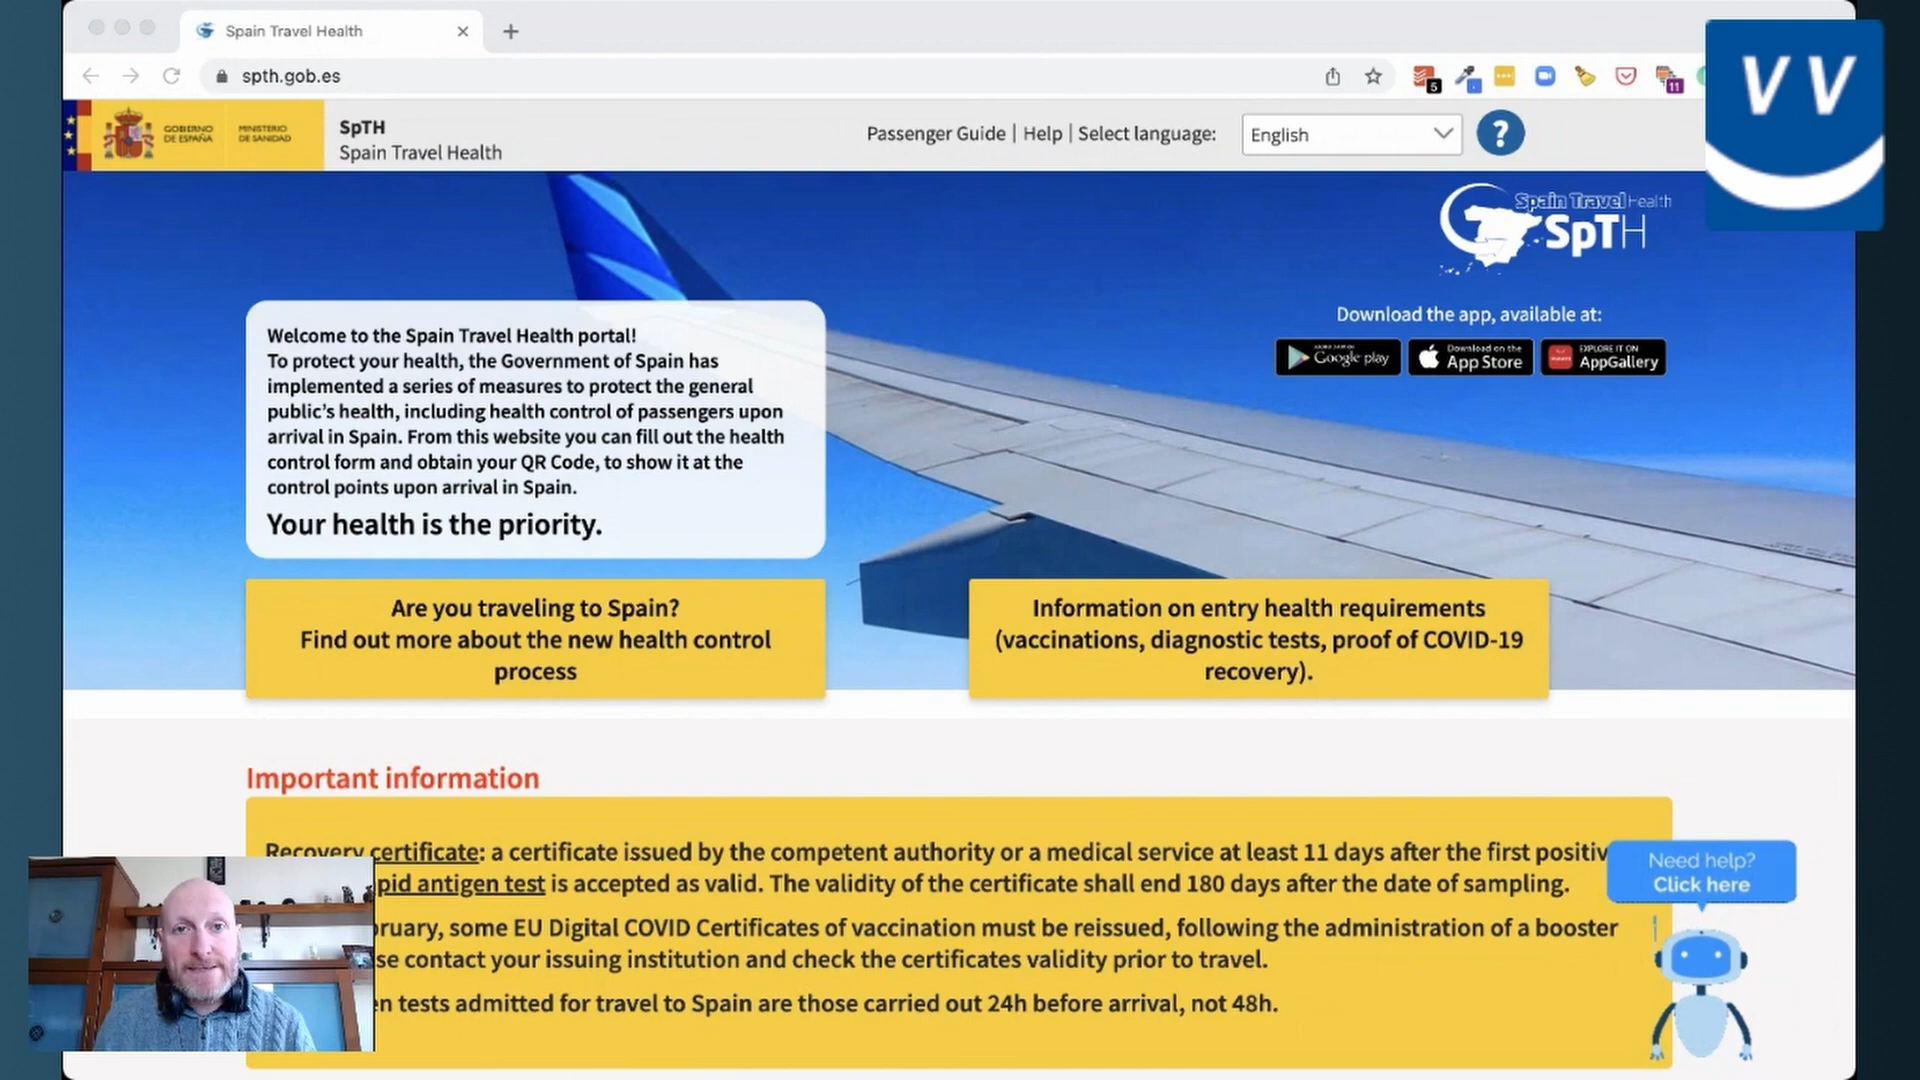 Spain Travel Health
spth.gob.es
5
11
VV
GOBIERNO
DE ESPAÑA
MINISTERIO
DE SANIDAD
SpTH
Spain Travel Health
Passenger Guide | Help | Select language:
English
?
Spain Travel Health
SpTH
Download the app, available at:
Google play
Download on the
App Store
EXPLORE IT ON
AppGallery
Welcome to the Spain Travel Health portal!
To protect your health, the Government of Spain has
implemented a series of measures to protect the general
public's health, including health control of passengers upon
arrival in Spain. From this website you can fill out the health
control form and obtain your QR Code, to show it at the
control points upon arrival in Spain.
Your health is the priority.
Are you traveling to Spain?
Find out more about the new health control
process
Information on entry health requirements
(vaccinations, diagnostic tests, proof of COVID-19
recovery).
Important information
Recovery certificate: a certificate issued by the competent authority or a medical service at least 11 days after the first positiv
pid antigen test is accepted as valid. The validity of the certificate shall end 180 days after the date of sampling.
bruary, some EU Digital COVID Certificates of vaccination must be reissued, following the administration of a booster
se contact your issuing institution and check the certificates validity prior to travel.
n tests admitted for travel to Spain are those carried out 24h before arrival, not 48h.
Need help?
Click here